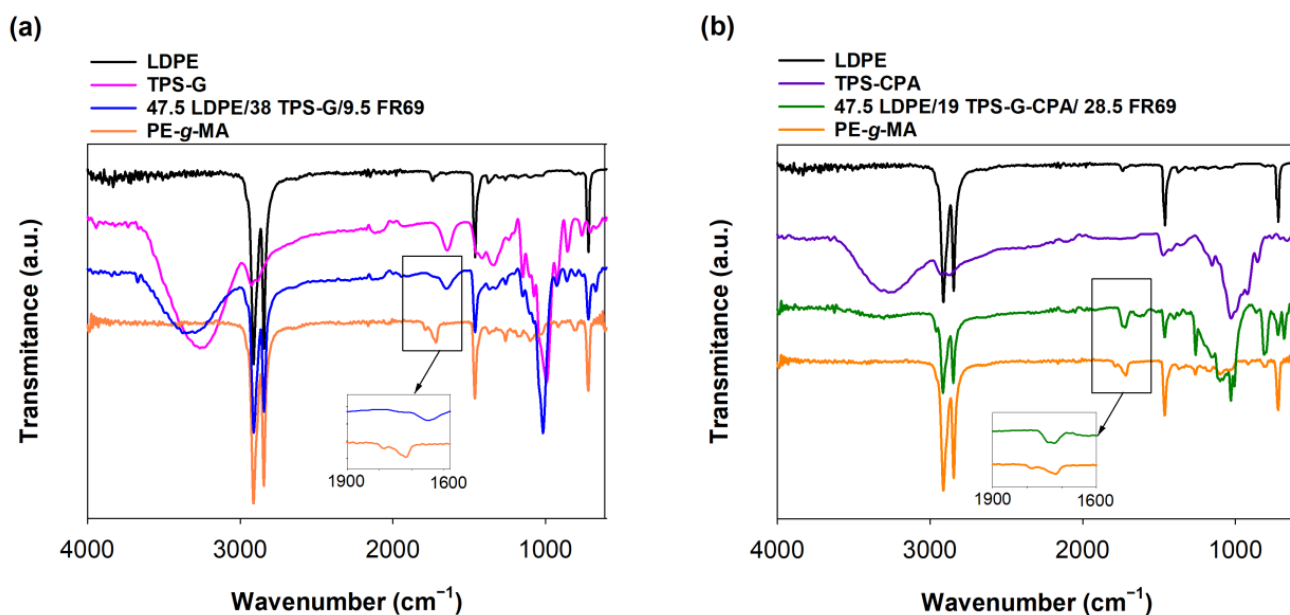 (a)
LDPE
TPS-G
47.5 LDPE/38 TPS-G/9.5 FR69
PE-g-MA
Transmitance (a.u.)
1900
1600
4000
3000
2000
1000
Wavenumber (cm⁻¹)
(b)
LDPE
TPS-CPA
47.5 LDPE/19 TPS-G-CPA/ 28.5 FR69
PE-g-MA
Transmitance (a.u.)
1900
1600
4000
3000
2000
1000
Wavenumber (cm⁻¹)